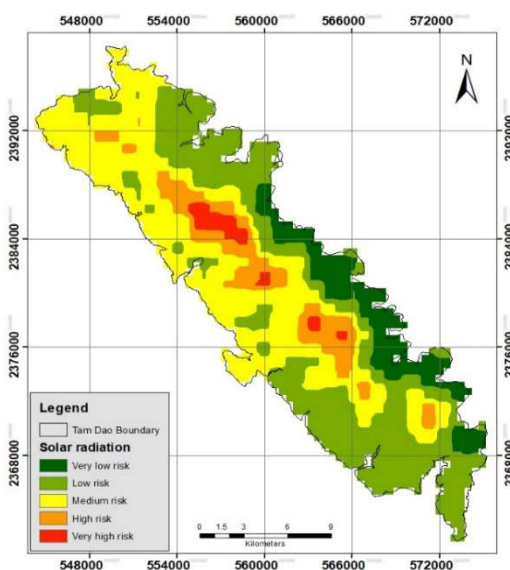 548000 554000 560000 566000 572000
N
2392000 2392000
2384000 2384000
2376000 2376000
2368000 2368000
Legend
Tam Dao Boundary
Solar radiation
Very low risk
Low risk
Medium risk
High risk
Very high risk
0 1.5 3 6 9
Kilometers
548000 554000 560000 566000 572000